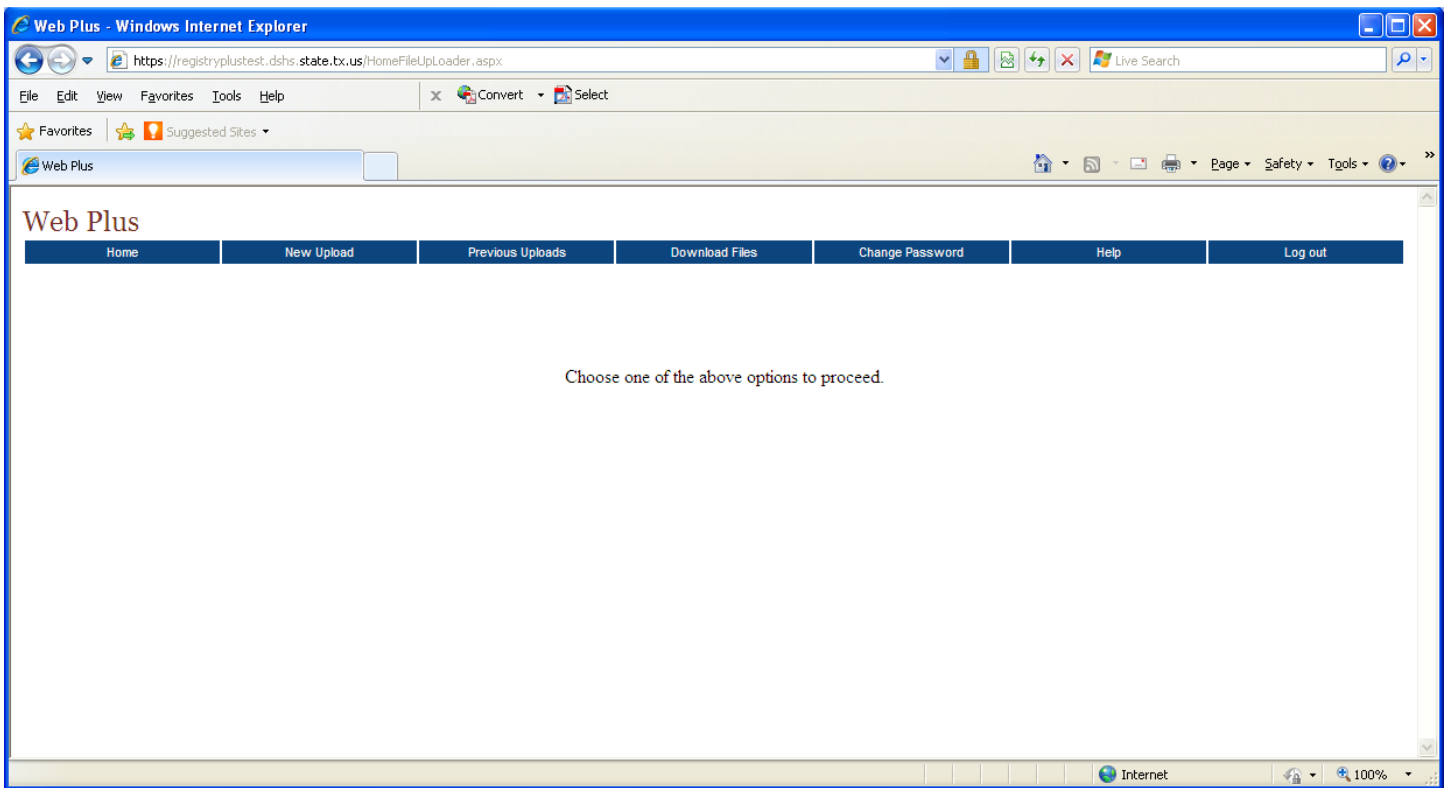 Web Plus - Windows Internet Explorer
https://registryplustest.dshs.state.tx.us/HomeFileUpLoader.aspx Live Search
File Edit View Favorites Tools Help x Convert Select
Favorites Suggested Sites
Web Plus Page Safety Tools »
Web Plus
Home New Upload Previous Uploads Download Files Change Password Help Log out
Choose one of the above options to proceed.
Internet 100%